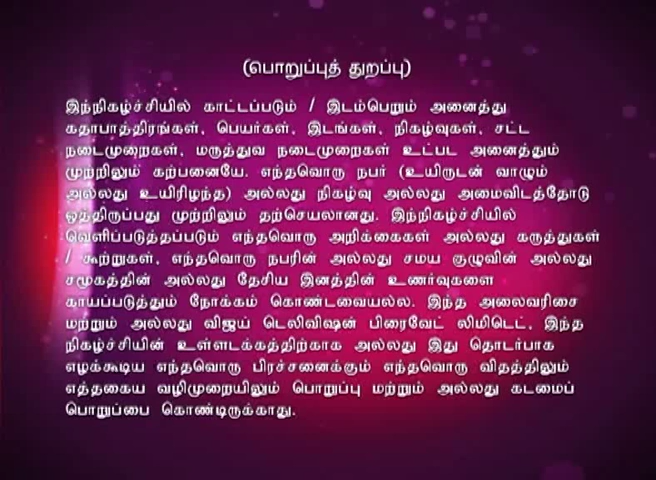 (பொறுப்புத் துறப்பு)
இந்நிகழ்ச்சியில் காட்டப்படும் / இடம்பெறும் அனைத்து
கதாபாத்திரங்கள், பெயர்கள், இடங்கள், நிகழ்வுகள், சட்ட
நடைமுறைகள், மருத்துவ நடைமுறைகள் உட்பட அனைத்தும்
முற்றிலும் கற்பனையே. எந்தவொரு நபர் (உயிருடன் வாழும்
அல்லது உயிரிழந்த) அல்லது நிகழ்வு அல்லது அமைவிடத்தோடு
ஒத்திருப்பது முற்றிலும் தற்செயலானது. இந்நிகழ்ச்சியில்
வெளிப்படுத்தப்படும் எந்தவொரு அறிக்கைகள் அல்லது கருத்துகள்
/ கூற்றுகள், எந்தவொரு நபரின் அல்லது சமய குழுவின் அல்லது
சமூகத்தின் அல்லது தேசிய இனத்தின் உணர்வுகளை
காயப்படுத்தும் நோக்கம் கொண்டவையல்ல. இந்த அலைவரிசை
மற்றும் அல்லது விஜய் டெலிவிஷன் பிரைவேட் லிமிடெட், இந்த
நிகழ்ச்சியின் உள்ளடக்கத்திற்காக அல்லது இது தொடர்பாக
எழக்கூடிய எந்தவொரு பிரச்சனைக்கும் எந்தவொரு விதத்திலும்
எத்தகைய வழிமுறையிலும் பொறுப்பு மற்றும் அல்லது கடமைப்
பொறுப்பை கொண்டிருக்காது.